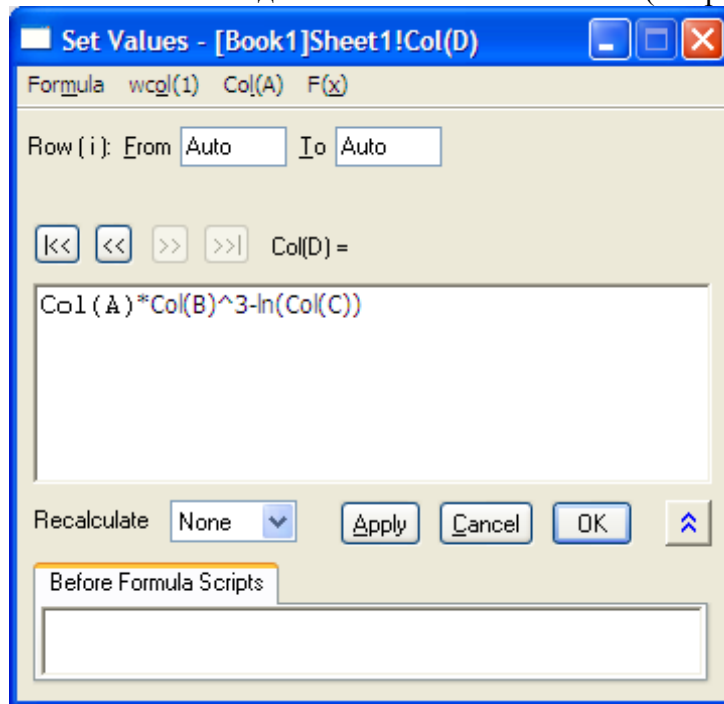 Set Values - [Book1]Sheet1!Col(D)
Formula wcol(1) Col(A) F(x)
Row (i): From Auto To Auto
|<< << >> >>| Col(D) =
Col(A)*Col(B)^3-ln(Col(C))
Recalculate None Apply Cancel OK
Before Formula Scripts